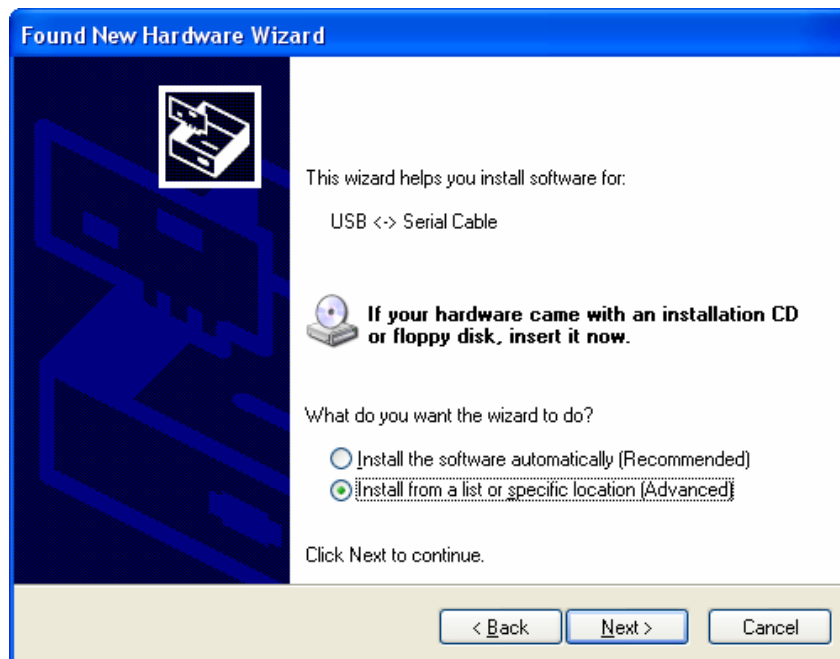 Found New Hardware Wizard
This wizard helps you install software for:
USB <-> Serial Cable
If your hardware came with an installation CD
or floppy disk, insert it now.
What do you want the wizard to do?
Install the software automatically (Recommended)
Install from a list or specific location (Advanced)
Click Next to continue.
< Back Next > Cancel